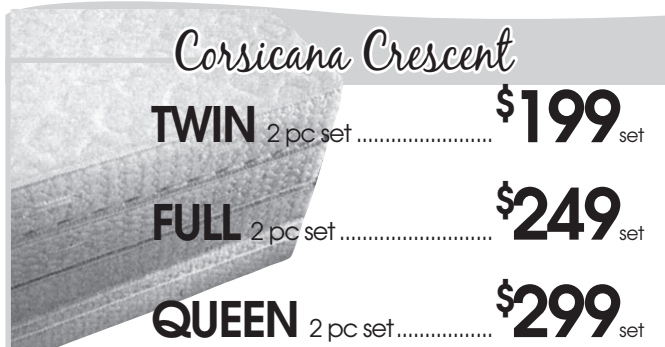 Corsicana Crescent
TWIN 2 pc set ....................... $199 set
FULL 2 pc set .......................... $249 set
QUEEN 2 pc set................ $299 set